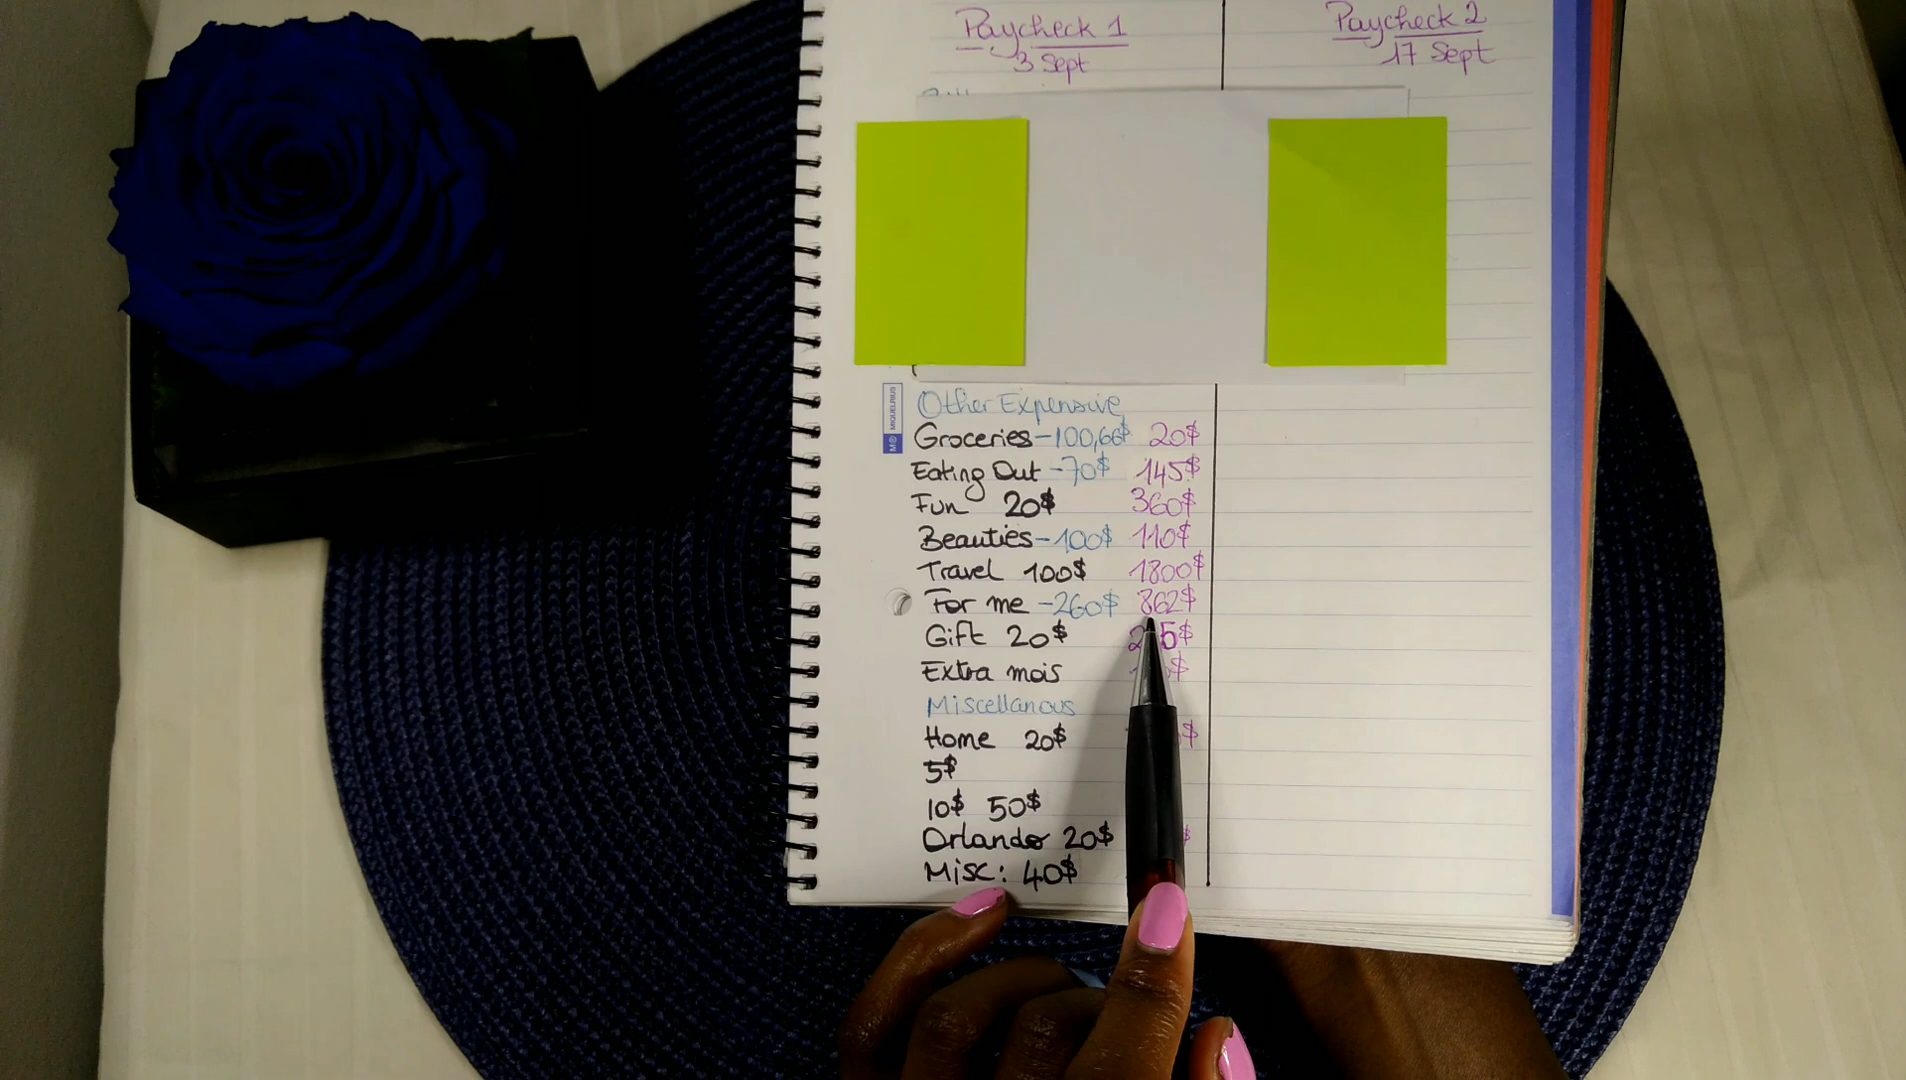 Paycheck 1
3 Sept
Paycheck 2
17 Sept
MIQUELRIUS
Other Expensive
Groceries -100,66$ 20$
Eating Out -70$ 145$
Fun 20$ 360$
Beauties -100$ 110$
Travel 100$ 1800$
For me -260$ 862$
Gift 20$
Extra mois
Miscellanous
Home 20$
5$
10$ 50$
Orlando 20$
Misc: 40$